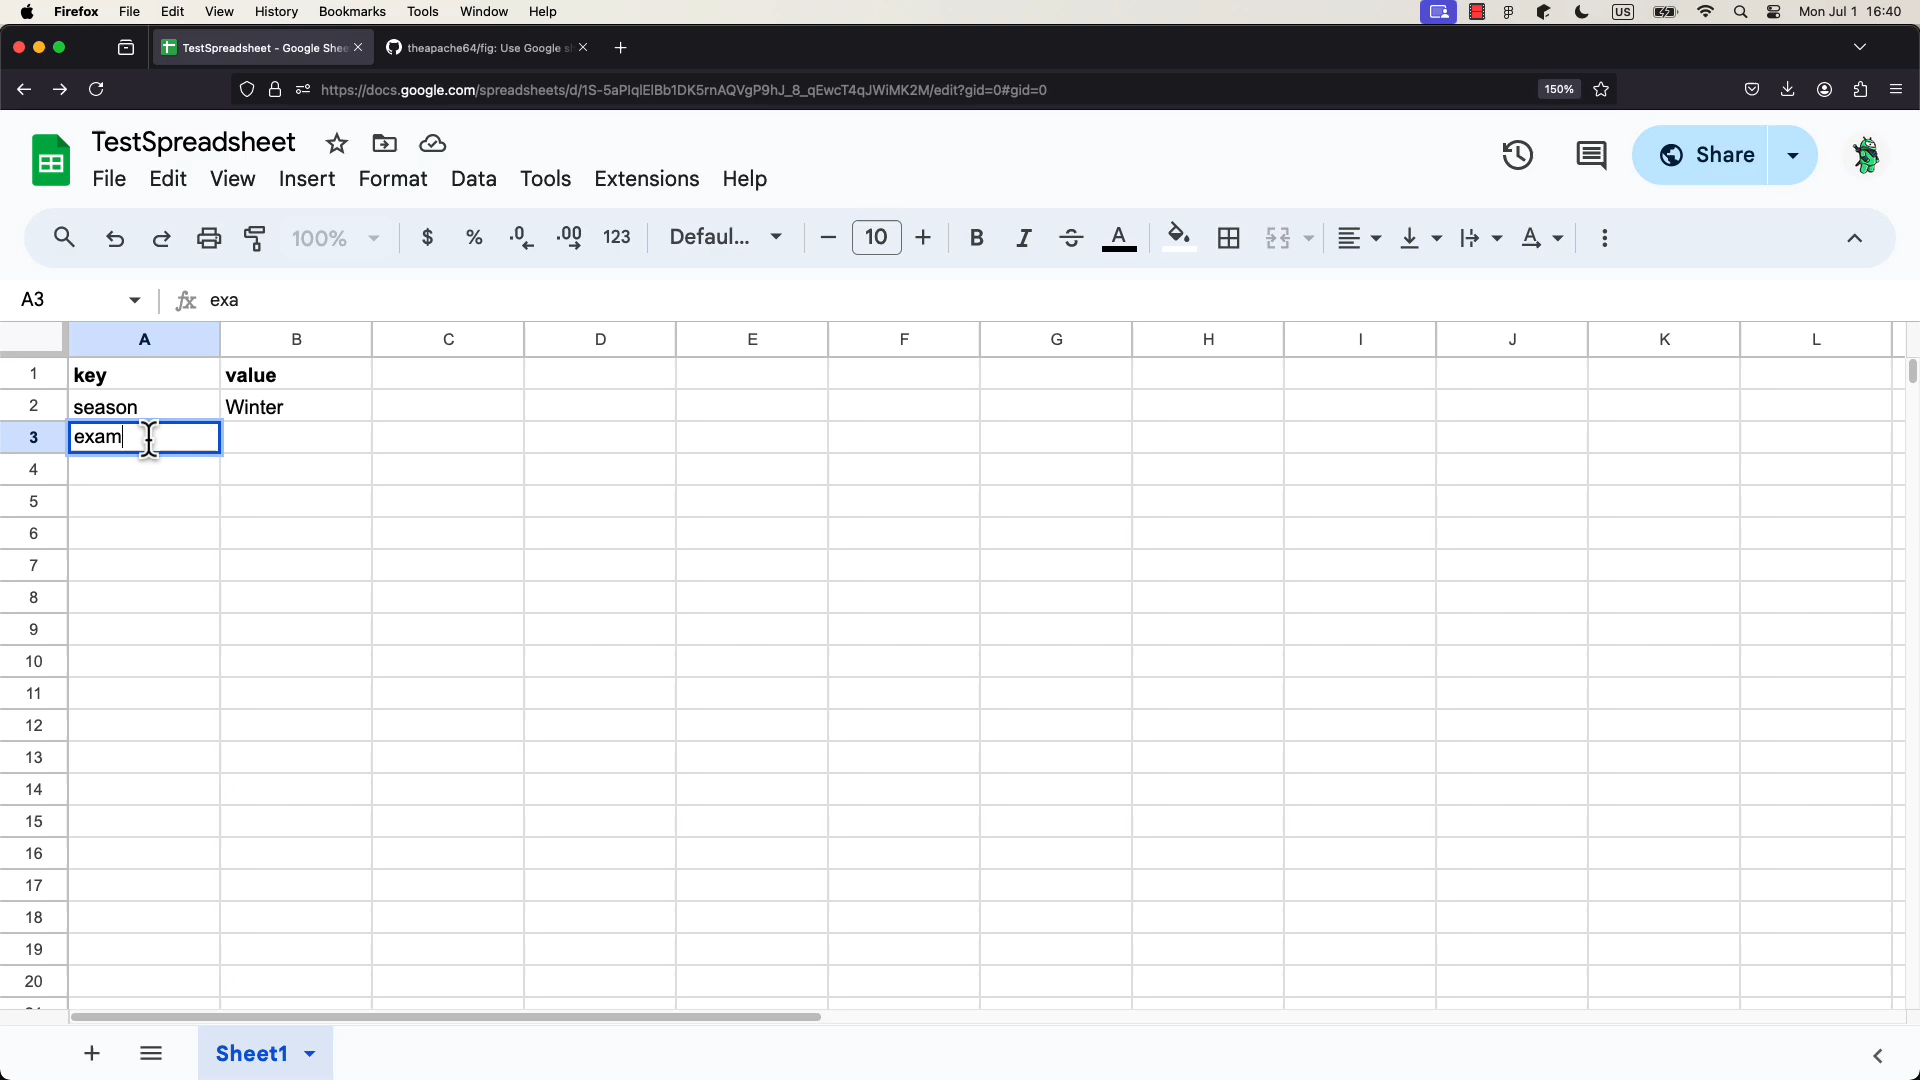 Firefox File Edit View History Bookmarks Tools Window Help US Mon Jul 1 16:40
TestSpreadsheet - Google Shee theapache64/fig: Use Google s
https://docs.google.com/spreadsheets/d/1S-5aPIqlElBb1DK5rnAQVgP9hJ_8_qEwcT4qJWiMK2M/edit?gid=0#gid=0 150%
TestSpreadsheet
Share
File Edit View Insert Format Data Tools Extensions Help
100% $ % .0 .00 123 Defaul... 10 B I S A A
A3 fx exa
A B C D E F G H I J K L
1 key value
2 season Winter
3 exam
4
5
6
7
8
9
10
11
12
13
14
15
16
17
18
19
20
Sheet1